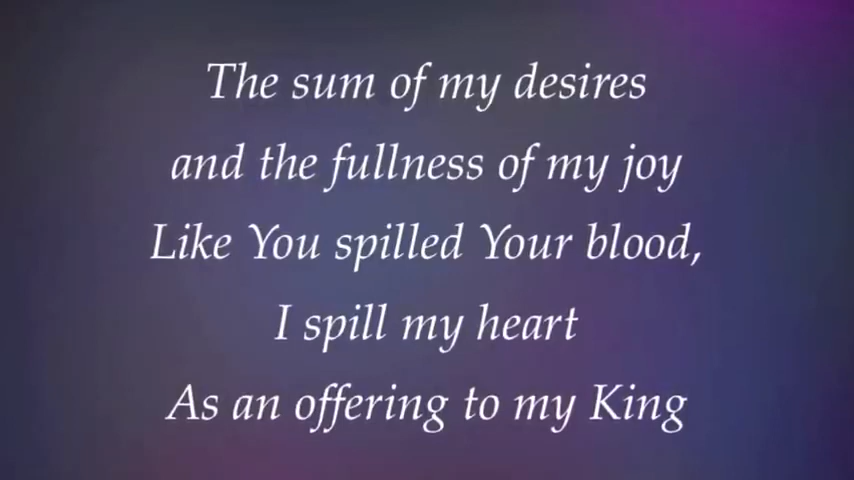 The sum of my desires
and the fullness of my joy
Like You spilled Your blood,
I spill my heart
As an offering to my King